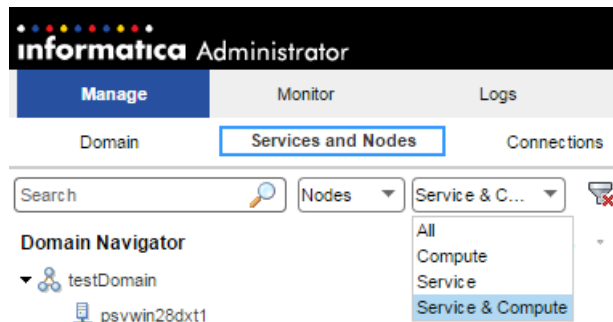 informatica Administrator
Manage Monitor Logs
Domain Services and Nodes Connections
Search Nodes Service & C...
All
Domain Navigator
Compute
testDomain
Service
psvwin28dxt1 Service & Compute